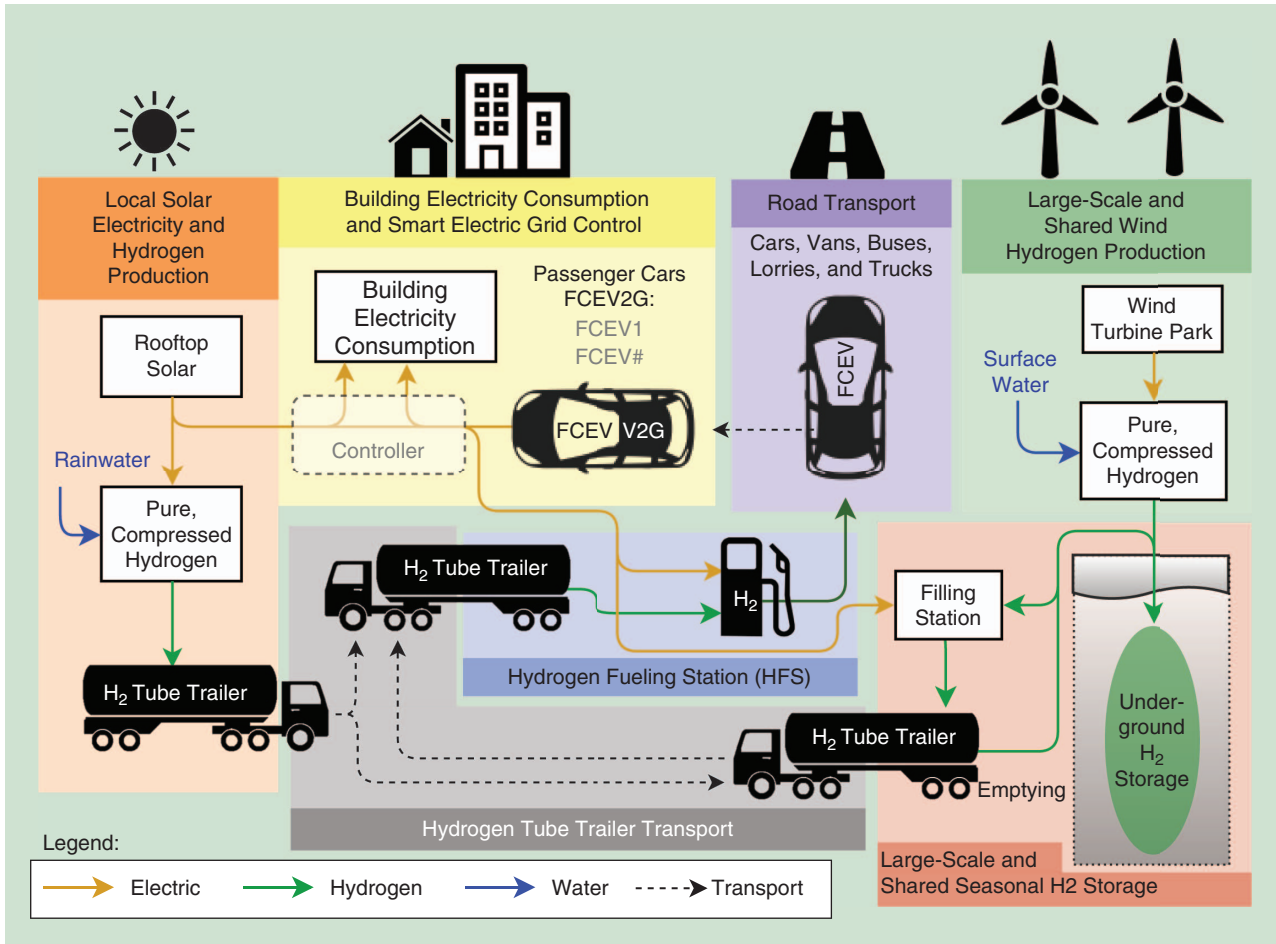 Local Solar
Electricity and
Hydrogen
Production
Building Electricity Consumption
and Smart Electric Grid Control
Road Transport
Large-Scale and
Shared Wind
Hydrogen Production
Cars, Vans, Buses,
Lorries, and Trucks
Passenger Cars
FCEV2G:
FCEV1
FCEV#
Building
Electricity
Consumption
Rooftop
Solar
Wind
Turbine Park
FCEV
Surface
Water
FCEV V2G
Controller
Pure,
Compressed
Hydrogen
Rainwater
Pure,
Compressed
Hydrogen
H2 Tube Trailer
H2
Filling
Station
Hydrogen Fueling Station (HFS)
H2 Tube Trailer
H2 Tube Trailer
Under-
ground
H2
Storage
Emptying
Hydrogen Tube Trailer Transport
Large-Scale and
Shared Seasonal H2 Storage
Legend:
Electric
Hydrogen
Water
Transport